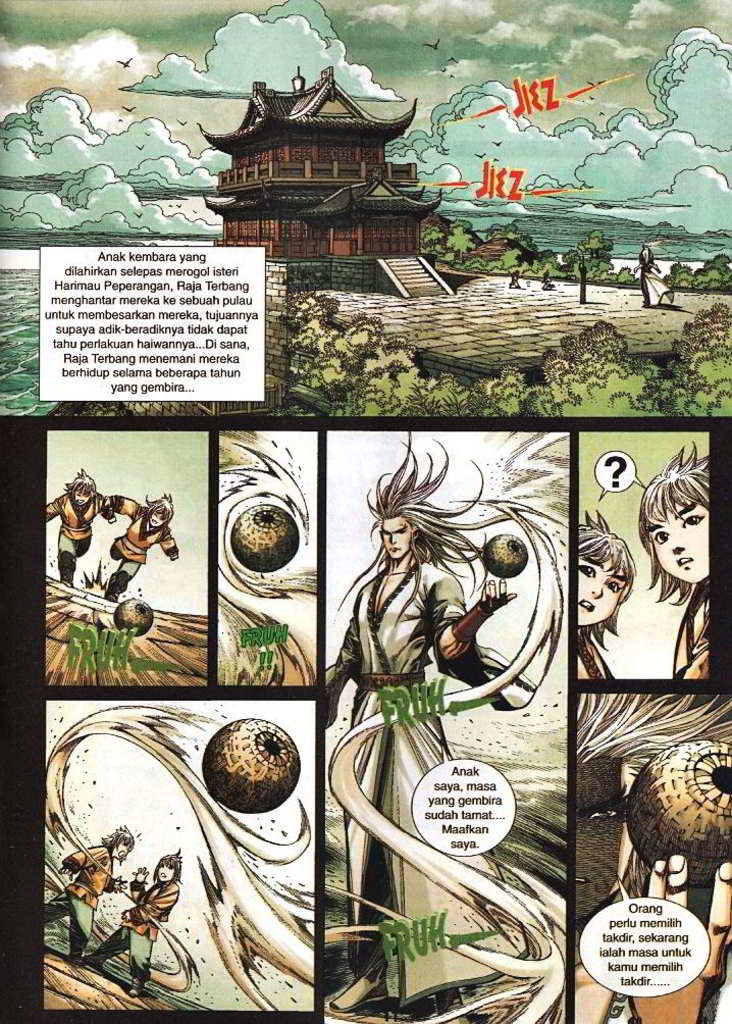 JIEZ
JIEZ
Anak kembara yang
dilahirkan selepas merogol isteri
Harimau Peperangan, Raja Terbang
menghantar mereka ke sebuah pulau
untuk membesarkan mereka, tujuannya
supaya adik-beradiknya tidak dapat
tahu perlakuan haiwannya...Di sana,
Raja Terbang menemani mereka
berhidup selama beberapa tahun
yang gembira...
FRUH
FRUH
!!
FRUH
Anak
saya, masa
yang gembira
sudah tamat....
Maafkan
saya.
FRUH
?
Orang
perlu memilih
takdir, sekarang
ialah masa untuk
kamu memilih
takdir......